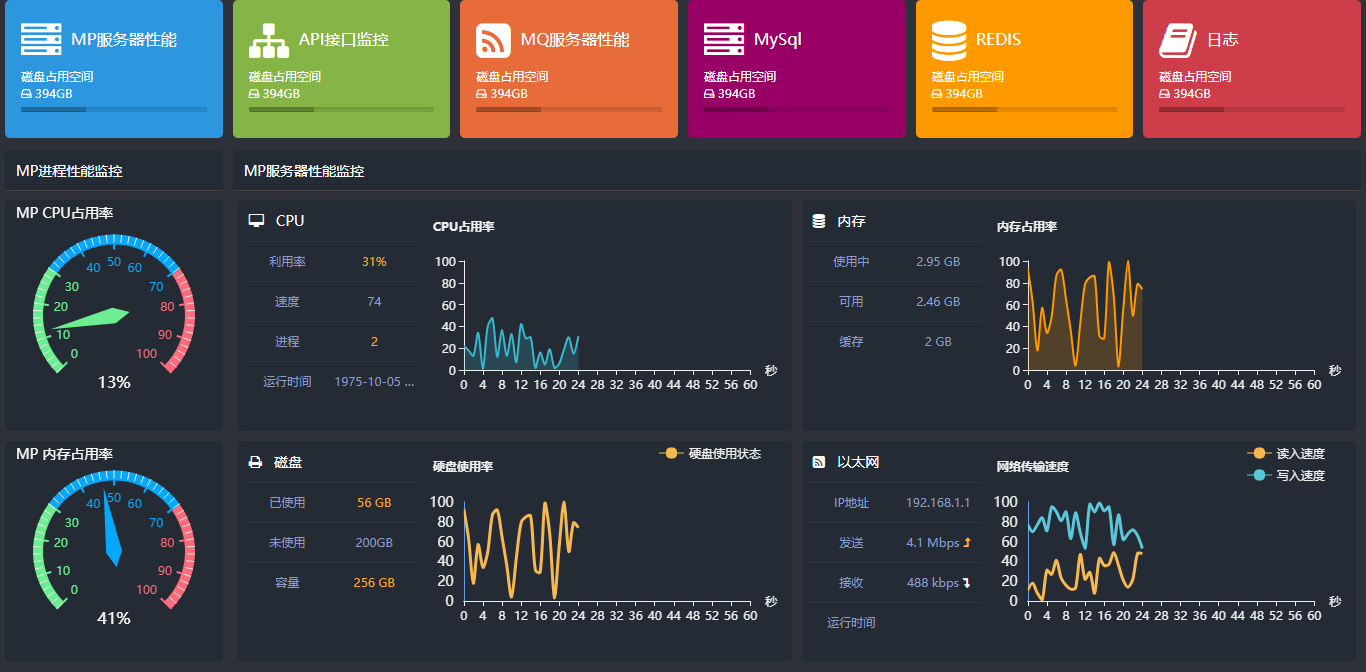 MP服务器性能
磁盘占用空间
394GB
API接口监控
磁盘占用空间
394GB
MQ服务器性能
磁盘占用空间
394GB
MySql
磁盘占用空间
394GB
REDIS
磁盘占用空间
394GB
日志
磁盘占用空间
394GB
MP进程性能监控
MP服务器性能监控
MP CPU占用率
0
10
20
30
40
50
60
70
80
90
100
13%
CPU
利用率 31%
速度 74
进程 2
运行时间 1975-10-05 ...
CPU占用率
100
80
60
40
20
0
0 4 8 12 16 20 24 28 32 36 40 44 48 52 56 60
秒
内存
使用中 2.95 GB
可用 2.46 GB
缓存 2 GB
内存占用率
100
80
60
40
20
0
0 4 8 12 16 20 24 28 32 36 40 44 48 52 56 60
秒
MP 内存占用率
0
10
20
30
40
50
60
70
80
90
100
41%
磁盘
已使用 56 GB
未使用 200GB
容量 256 GB
硬盘使用率
硬盘使用状态
100
80
60
40
20
0
0 4 8 12 16 20 24 28 32 36 40 44 48 52 56 60
秒
以太网
IP地址 192.168.1.1
发送 4.1 Mbps
接收 488 kbps
运行时间
网络传输速度
读入速度
写入速度
100
80
60
40
20
0
0 4 8 12 16 20 24 28 32 36 40 44 48 52 56 60
秒